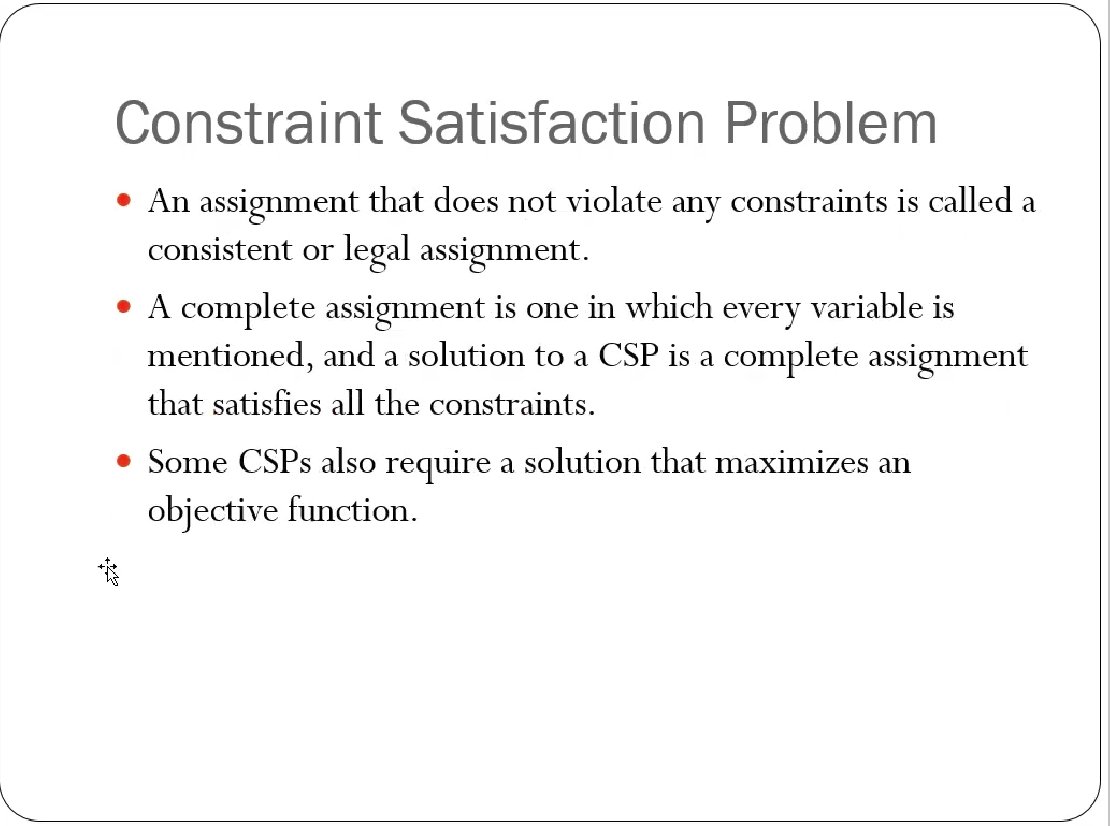 Constraint Satisfaction Problem
• An assignment that does not violate any constraints is called a
consistent or legal assignment.
• A complete assignment is one in which every variable is
mentioned, and a solution to a CSP is a complete assignment
that satisfies all the constraints.
• Some CSPs also require a solution that maximizes an
objective function.